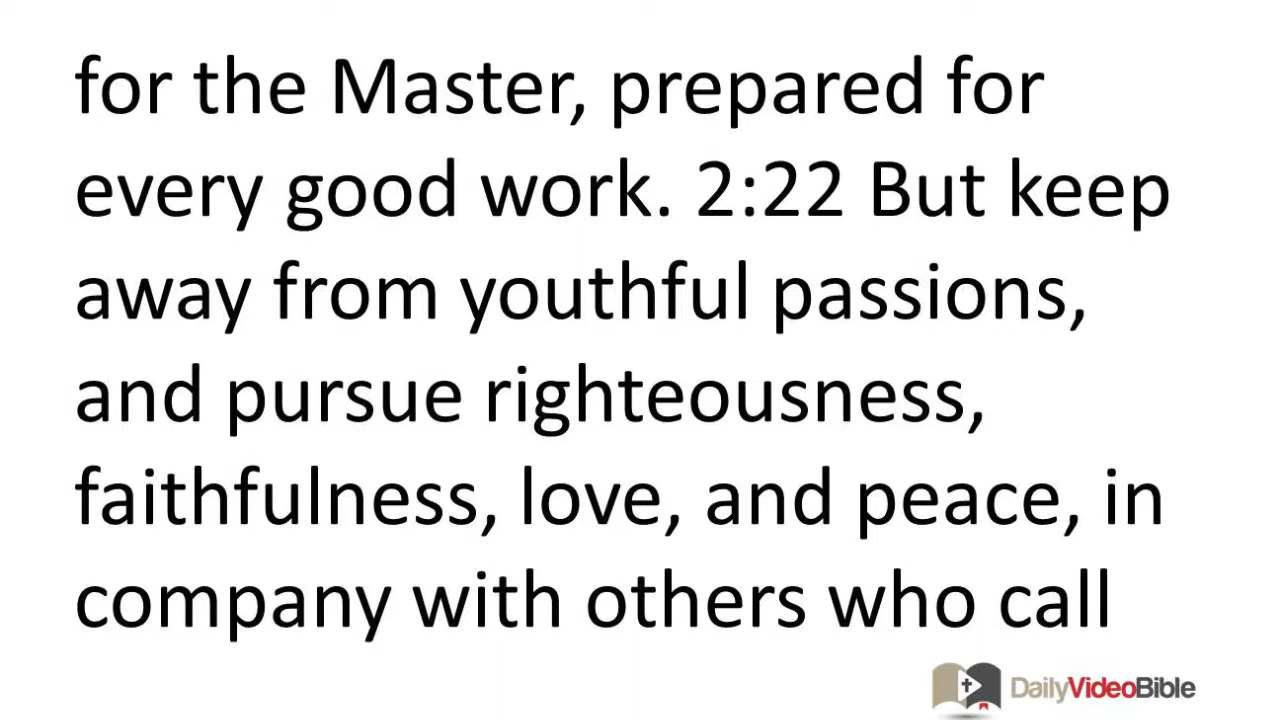 for the Master, prepared for
every good work. 2:22 But keep
away from youthful passions,
and pursue righteousness,
faithfulness, love, and peace, in
company with others who call
DailyVideoBible